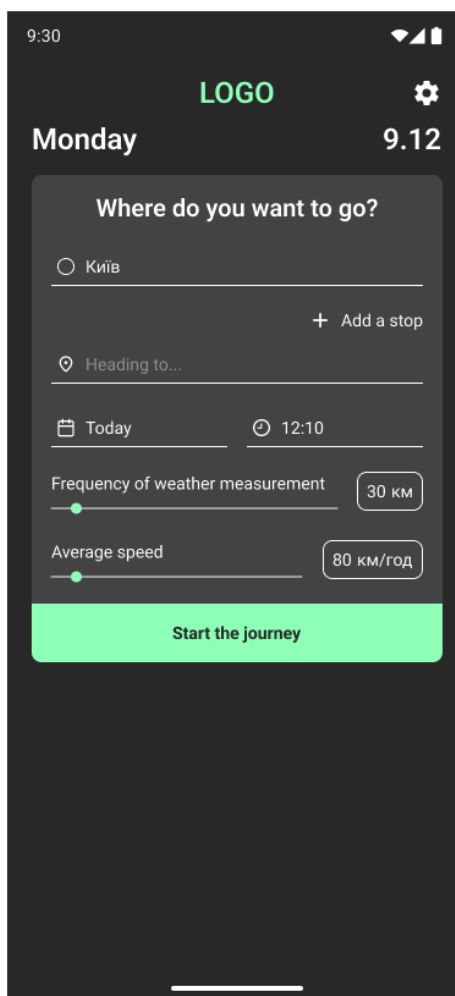 9:30
LOGO
Monday 9.12
Where do you want to go?
Київ
+ Add a stop
Heading to...
Today 12:10
Frequency of weather measurement 30 км
Average speed 80 км/год
Start the journey